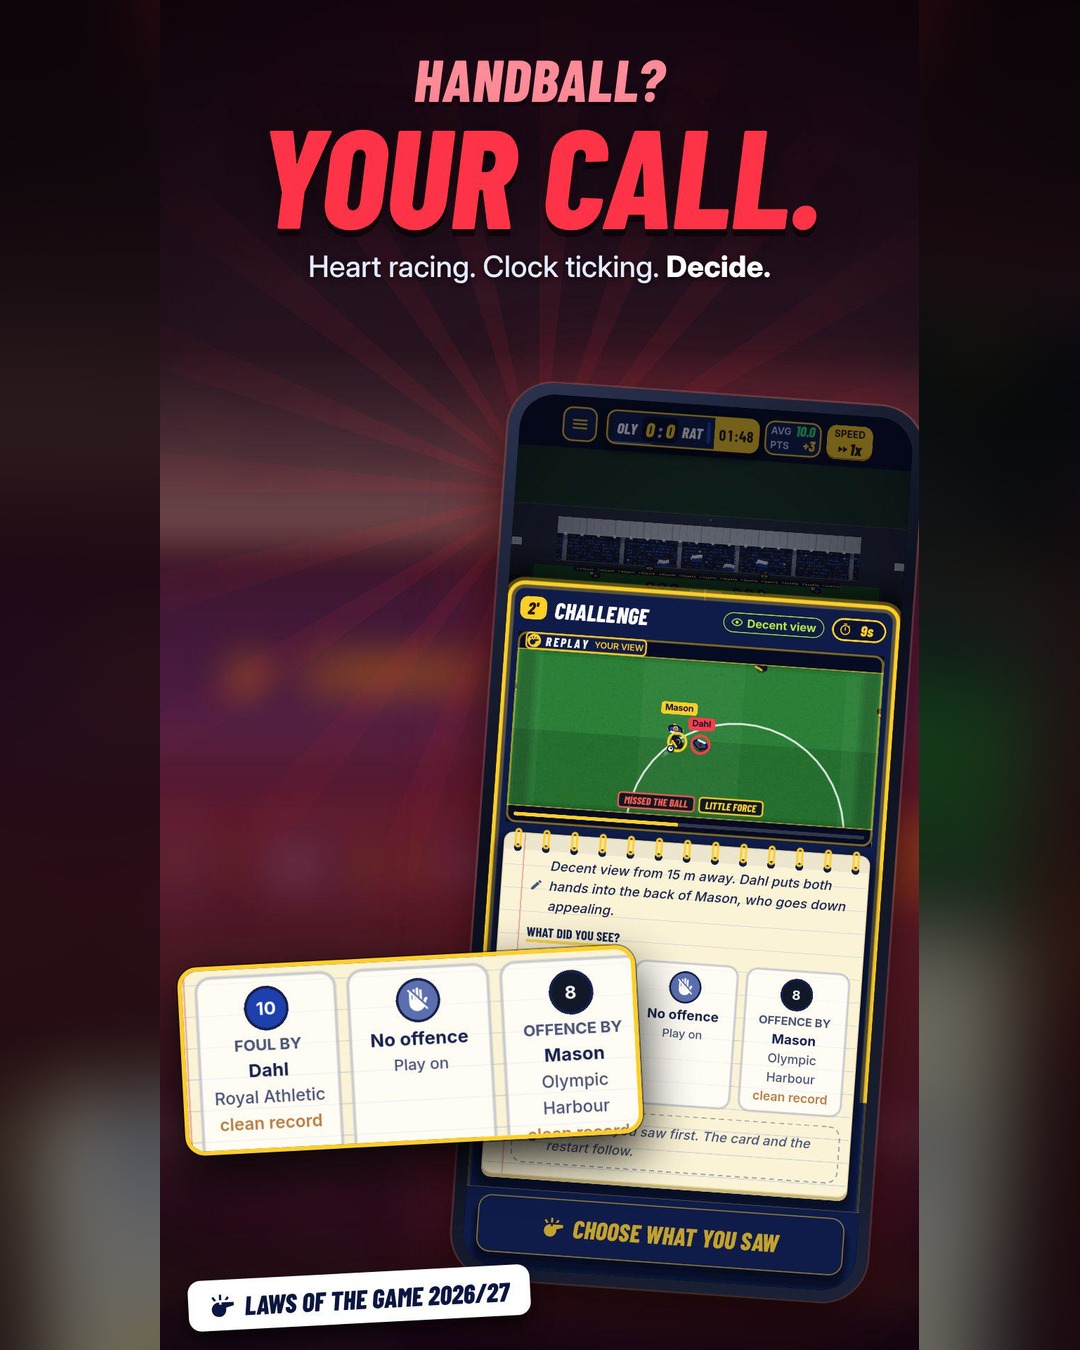 HANDBALL?
YOUR CALL.
Heart racing. Clock ticking. Decide.
OLY 0:0 RAT 01:48
AVG 10.0
PTS +3
SPEED
1x
2' CHALLENGE
Decent view
9s
REPLAY YOUR VIEW
Mason
Dahl
MISSED THE BALL
LITTLE FORCE
Decent view from 15 m away. Dahl puts both
hands into the back of Mason, who goes down
appealing.
WHAT DID YOU SEE?
10
FOUL BY
Dahl
Royal Athletic
clean record
No offence
Play on
8
OFFENCE BY
Mason
Olympic
Harbour
clean record
No offence
Play on
8
OFFENCE BY
Mason
Olympic
Harbour
clean record
saw first. The card and the
restart follow.
CHOOSE WHAT YOU SAW
LAWS OF THE GAME 2026/27